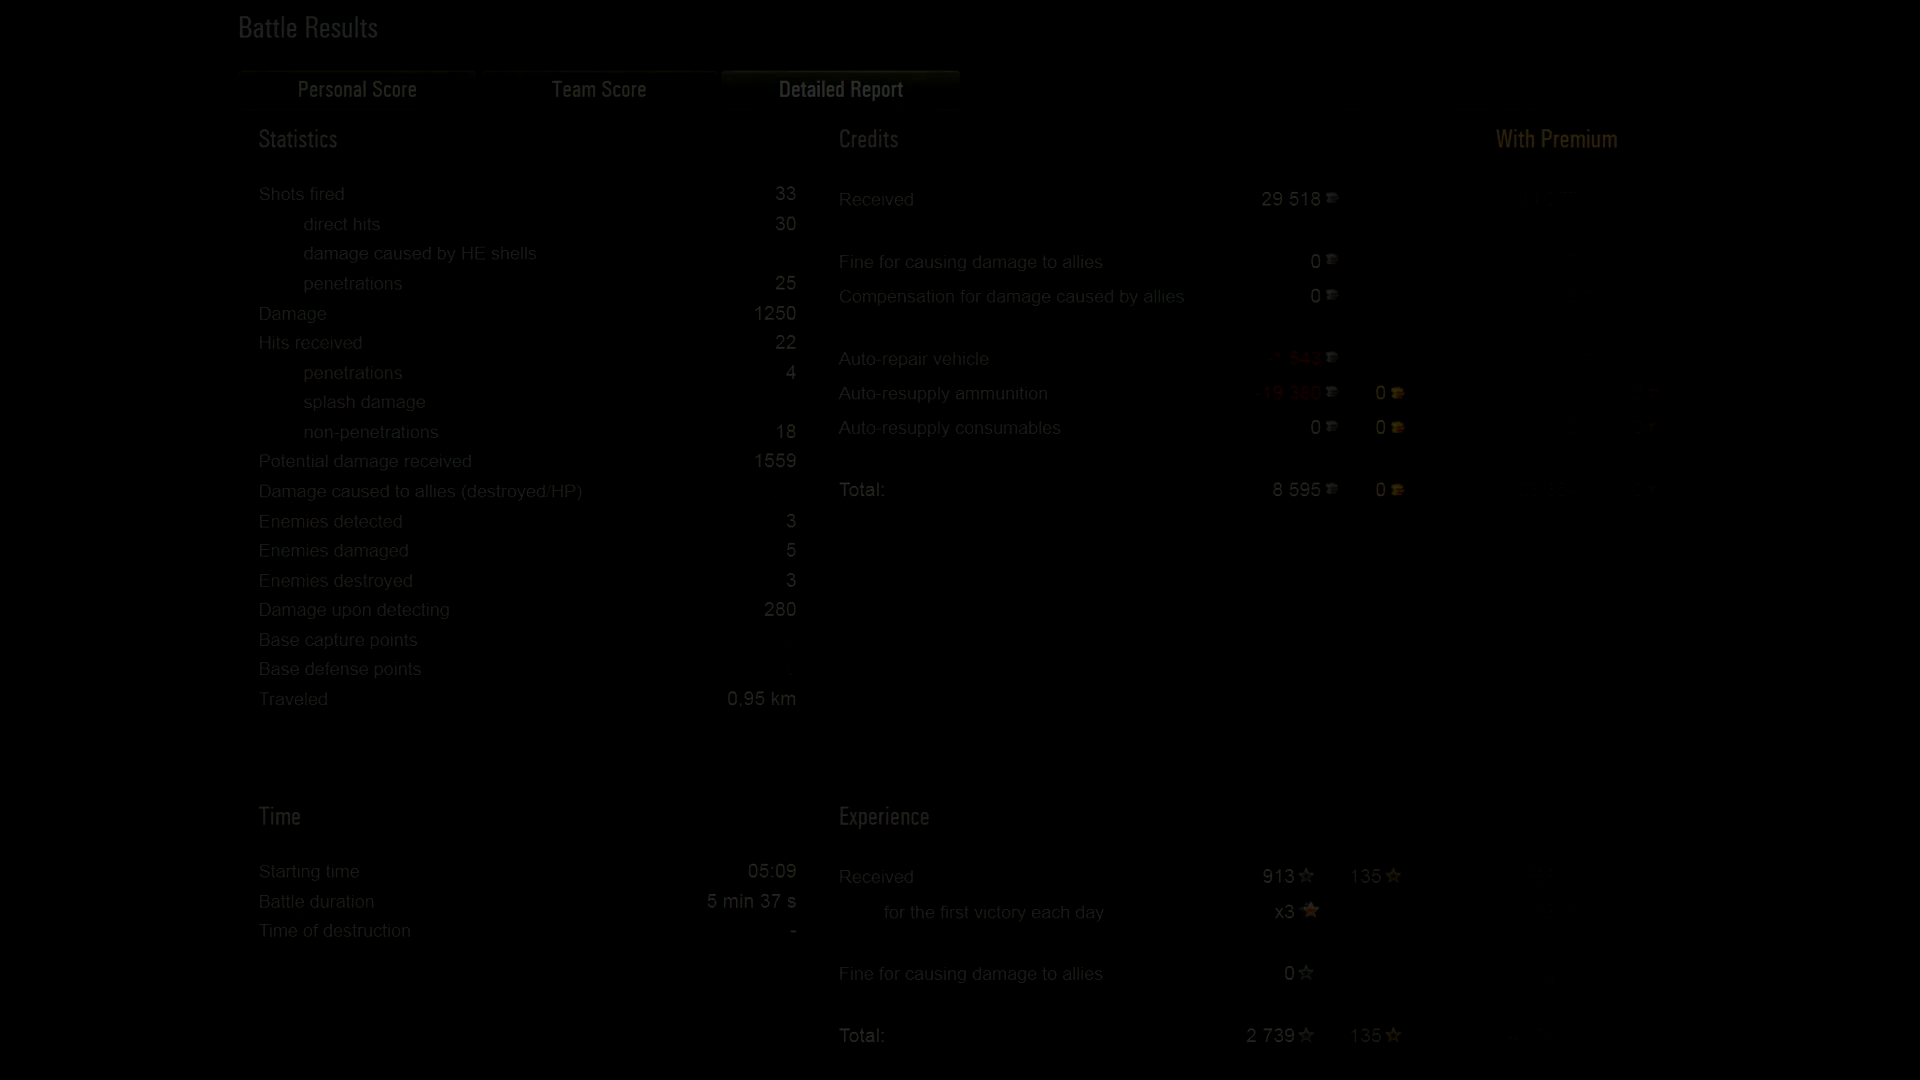 Battle Results
Personal Score Team Score Detailed Report
Statistics
Shots fired 33
direct hits 30
damage caused by HE shells
penetrations 25
Damage 1250
Hits received 22
penetrations 4
splash damage
non-penetrations 18
Potential damage received 1559
Damage caused to allies (destroyed/HP)
Enemies detected 3
Enemies damaged 5
Enemies destroyed 3
Damage upon detecting 280
Base capture points
Base defense points
Traveled 0,95 km
Credits With Premium
Received 29 518
Fine for causing damage to allies 0
Compensation for damage caused by allies 0
Auto-repair vehicle -1 543
Auto-resupply ammunition -19 380 0
Auto-resupply consumables 0 0
Total: 8 595 0
Time
Starting time 05:09
Battle duration 5 min 37 s
Time of destruction -
Experience
Received 913 135
for the first victory each day x3
Fine for causing damage to allies 0
Total: 2 739 135